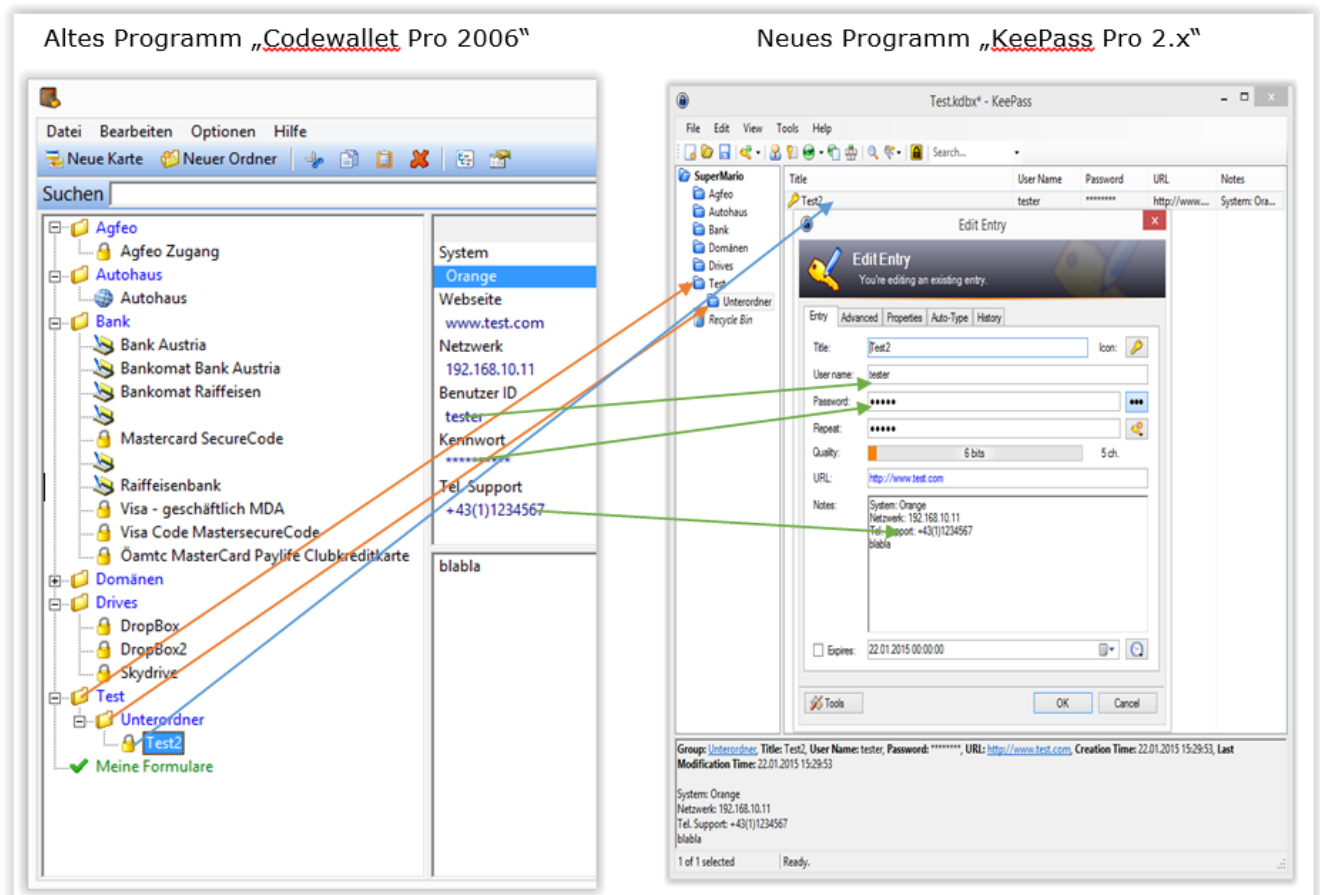 Altes Programm „Codewallet Pro 2006“
Neues Programm „KeePass Pro 2.x“
Datei Bearbeiten Optionen Hilfe
Neue Karte Neuer Ordner
Suchen
Agfeo
Agfeo Zugang
Autohaus
Autohaus
Bank
Bank Austria
Bankomat Bank Austria
Bankomat Raiffeisen
Mastercard SecureCode
Raiffeisenbank
Visa - geschäftlich MDA
Visa Code MastersecureCode
Öamtc MasterCard Paylife Clubkreditkarte
Domänen
Drives
DropBox
DropBox2
Skydrive
Test
Unterordner
Test2
Meine Formulare
System
Orange
Webseite
www.test.com
Netzwerk
192.168.10.11
Benutzer ID
tester
Kennwort
**********
Tel. Support
+43(1)1234567
blabla
Test.kdbx* - KeePass
File Edit View Tools Help
Search...
SuperMario
Agfeo
Autohaus
Bank
Domänen
Drives
Test
Unterordner
Recycle Bin
Title User Name Password URL Notes
Test2 tester ******** http://www.... System: Ora...
Edit Entry
Edit Entry
You're editing an existing entry.
Entry Advanced Properties Auto-Type History
Title: Test2 Icon:
User name: tester
Password: •••••
Repeat: •••••
Quality: 6 bits 5 ch.
URL: http://www.test.com
Notes: System: Orange
Netzwerk: 192.168.10.11
Tel. Support: +43(1)1234567
blabla
Expires: 22.01.2015 00:00:00
Tools OK Cancel
Group: Unterordner, Title: Test2, User Name: tester, Password: ********, URL: http://www.test.com, Creation Time: 22.01.2015 15:29:53, Last
Modification Time: 22.01.2015 15:29:53
System: Orange
Netzwerk: 192.168.10.11
Tel. Support: +43(1)1234567
blabla
1 of 1 selected Ready.